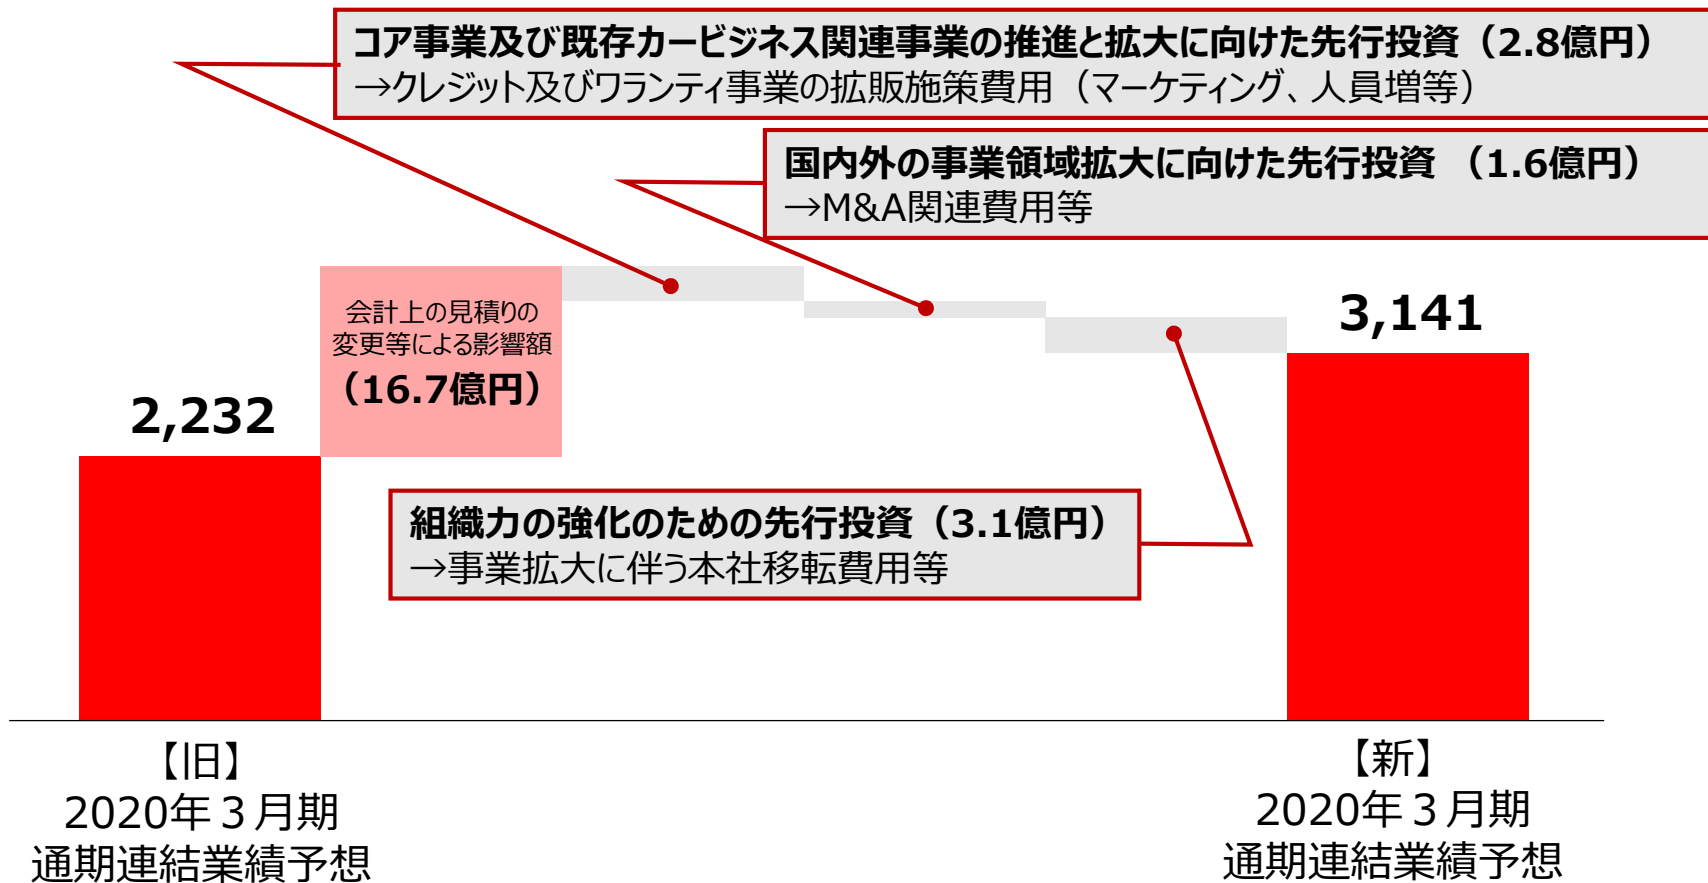 コア事業及び既存カービジネス関連事業の推進と拡大に向けた先行投資（2.8億円）
→クレジット及びワランティ事業の拡販施策費用（マーケティング、人員増等）
国内外の事業領域拡大に向けた先行投資 （1.6億円）
→M&A関連費用等
会計上の見積りの
変更等による影響額
（16.7億円）
2,232
3,141
組織力の強化のための先行投資（3.1億円）
→事業拡大に伴う本社移転費用等
【旧】
2020年３月期
通期連結業績予想
【新】
2020年３月期
通期連結業績予想